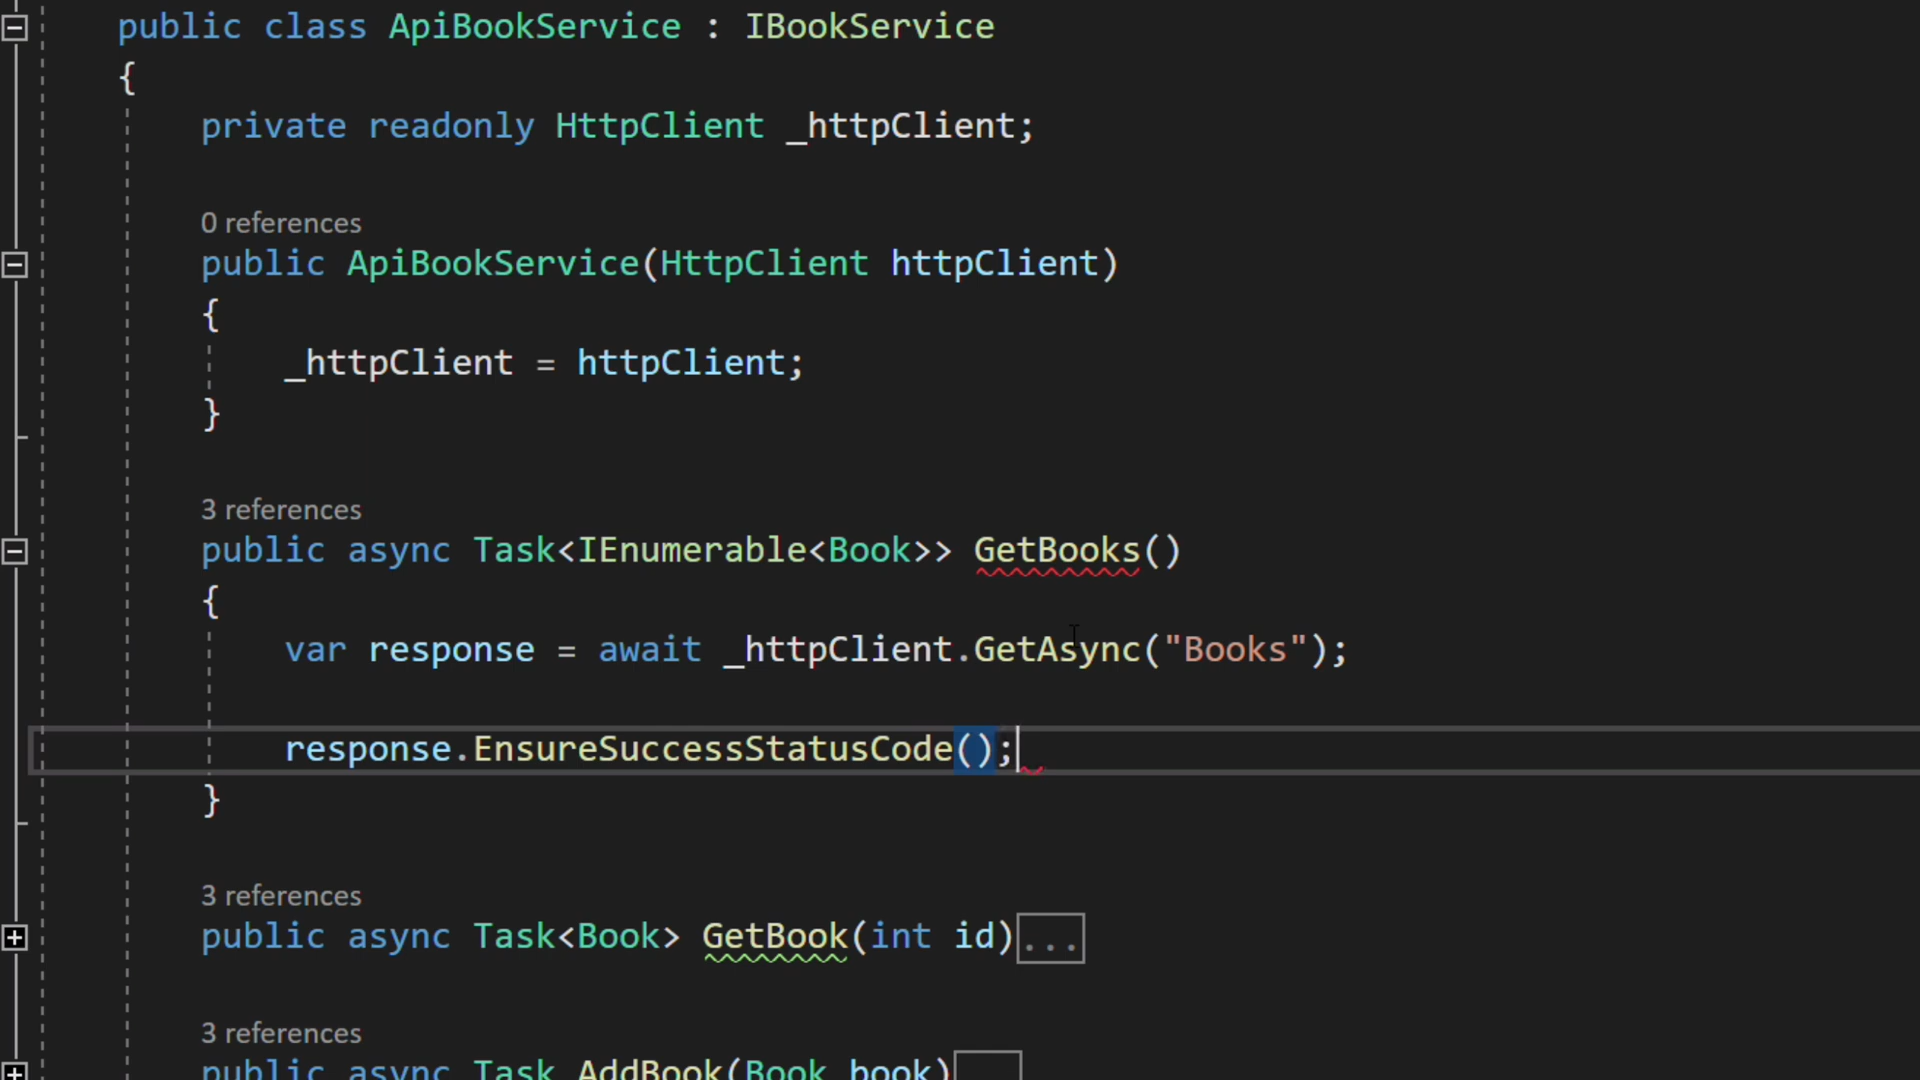 public class ApiBookService : IBookService
{
private readonly HttpClient _httpClient;
0 references
public ApiBookService(HttpClient httpClient)
{
_httpClient = httpClient;
}
3 references
public async Task<IEnumerable<Book>> GetBooks()
{
var response = await _httpClient.GetAsync("Books");
response.EnsureSuccessStatusCode();
}
3 references
public async Task<Book> GetBook(int id)...
3 references
public async Task AddBook(Book book)